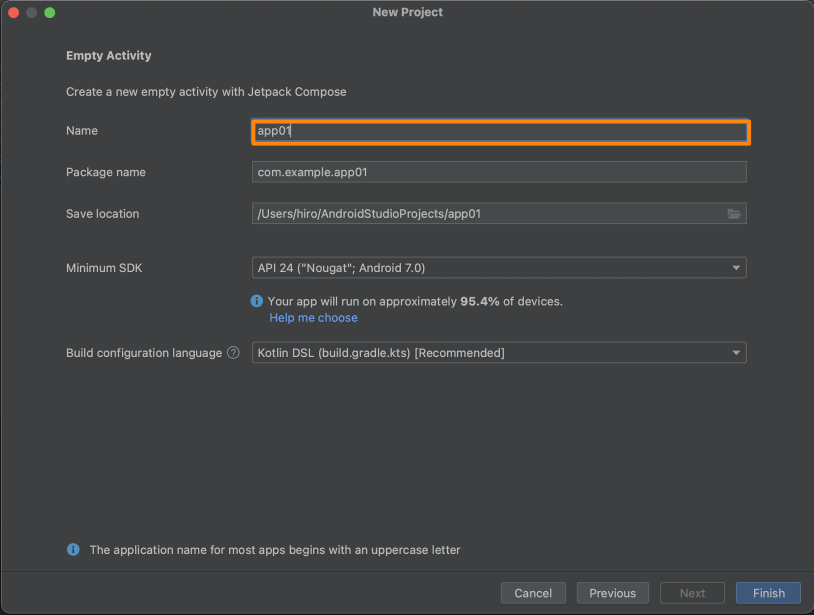 New Project
Empty Activity
Create a new empty activity with Jetpack Compose
Name app01
Package name com.example.app01
Save location /Users/hiro/AndroidStudioProjects/app01
Minimum SDK API 24 ("Nougat"; Android 7.0)
Your app will run on approximately 95.4% of devices.
Help me choose
Build configuration language ? Kotlin DSL (build.gradle.kts) [Recommended]
The application name for most apps begins with an uppercase letter
Cancel Previous Next Finish